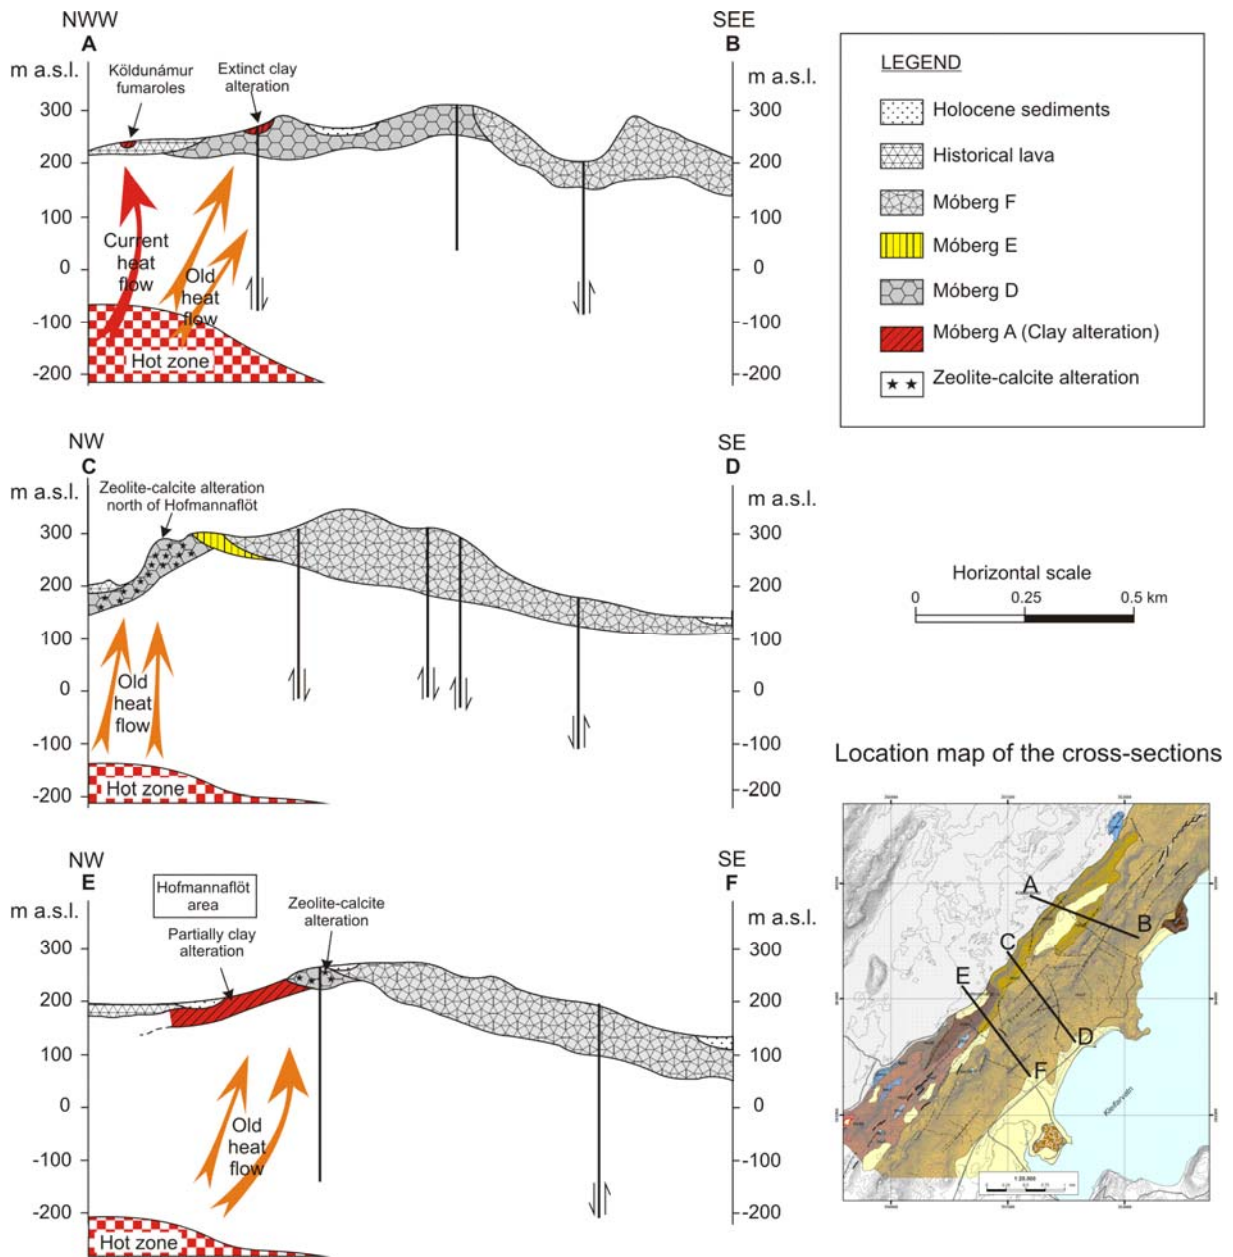 NWW
A
SEE
B
m a.s.l.
m a.s.l.
Köldunámur
fumaroles
Extinct clay
alteration
300
200
100
0
-100
-200
300
200
100
0
-100
-200
Current
heat
flow
Old
heat
flow
Hot zone
LEGEND
Holocene sediments
Historical lava
Móberg F
Móberg E
Móberg D
Móberg A (Clay alteration)
Zeolite-calcite alteration
NW
C
SE
D
m a.s.l.
m a.s.l.
Zeolite-calcite alteration
north of Hofmannaflöt
300
200
100
0
-100
-200
300
200
100
0
-100
-200
Old
heat
flow
Hot zone
Horizontal scale
0 0.25 0.5 km
NW
E
SE
F
m a.s.l.
m a.s.l.
Hofmannaflöt
area
Partially clay
alteration
Zeolite-calcite
alteration
300
200
100
0
-100
-200
300
200
100
0
-100
-200
Old
heat
flow
Hot zone
Location map of the cross-sections
A
B
C
D
E
F
Kleifarvatn
1:20.000